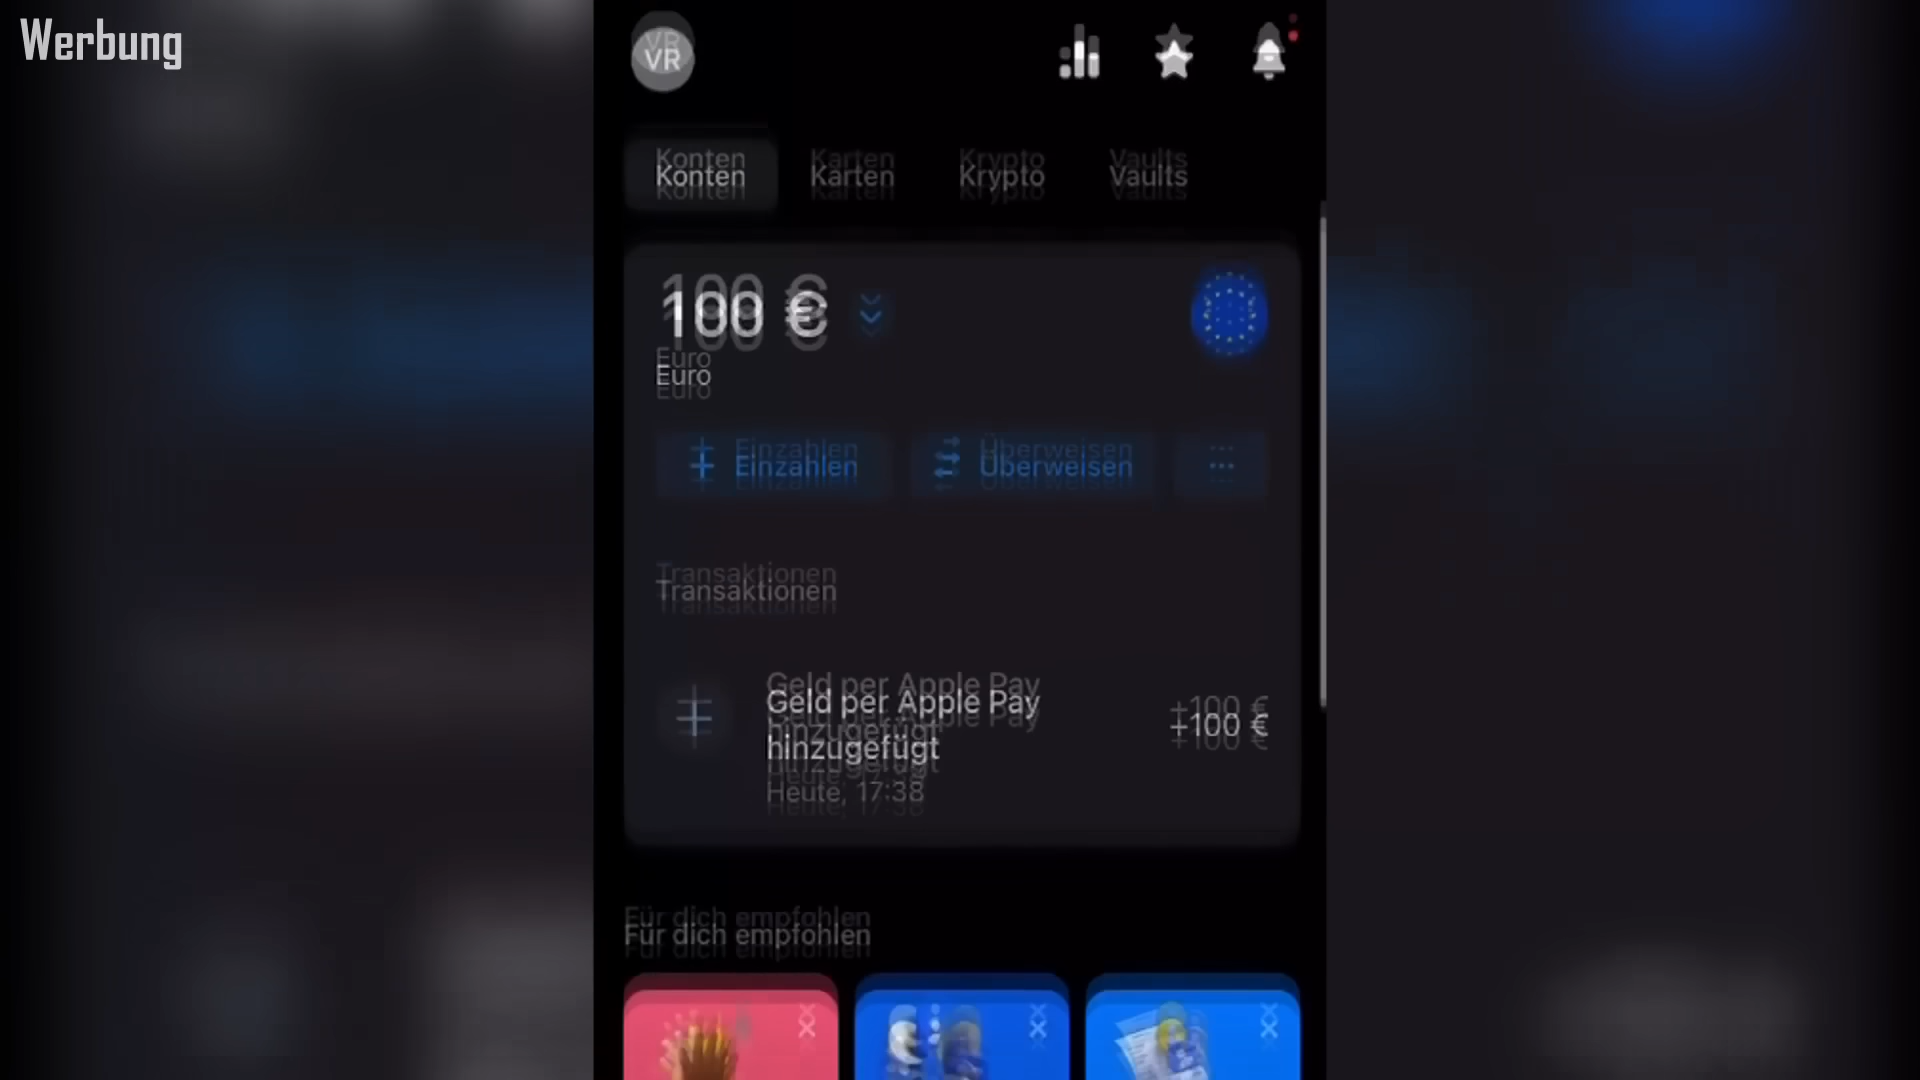 Werbung
VR
Konten Karten Krypto Vaults
100 €
Euro
Einzahlen Überweisen
Transaktionen
Geld per Apple Pay
hinzugefügt
+100 €
Heute, 17:38
Für dich empfohlen